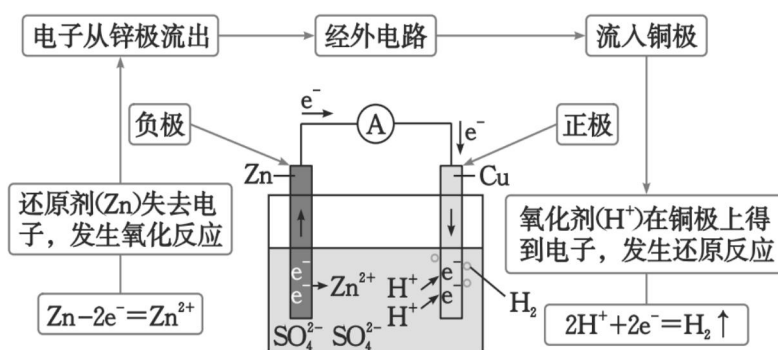 电子从锌极流出
经外电路
流入铜极
e⁻
A
e⁻
负极
正极
Zn
Cu
还原剂(Zn)失去电
子，发生氧化反应
氧化剂(H⁺)在铜极上得
到电子，发生还原反应
e⁻
e⁻
Zn²⁺
H⁺
H⁺
e⁻
e⁻
H₂
SO₄²⁻ SO₄²⁻
Zn−2e⁻=Zn²⁺
2H⁺+2e⁻=H₂↑